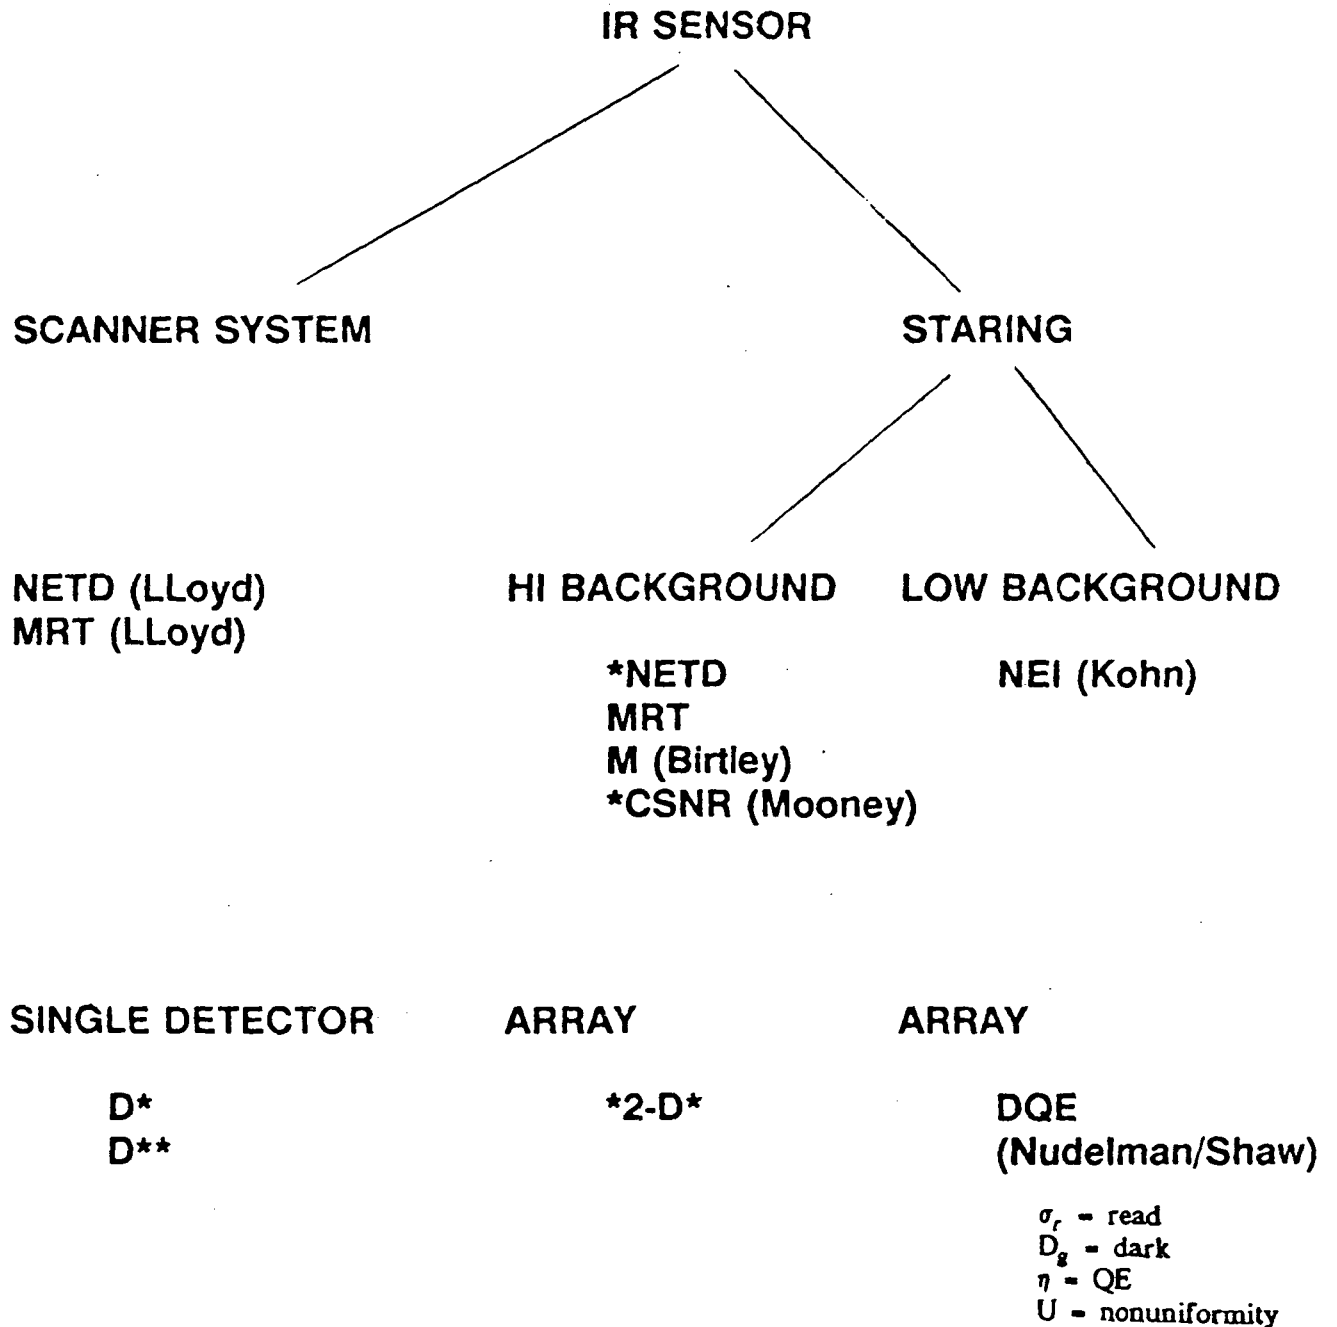 IR SENSOR
SCANNER SYSTEM
STARING
NETD (LLoyd)
MRT (LLoyd)
HI BACKGROUND
*NETD
MRT
M (Birtley)
*CSNR (Mooney)
LOW BACKGROUND
NEI (Kohn)
SINGLE DETECTOR
D*
D**
ARRAY
*2-D*
ARRAY
DQE
(Nudelman/Shaw)
σr = read
Dg = dark
η = QE
U = nonuniformity